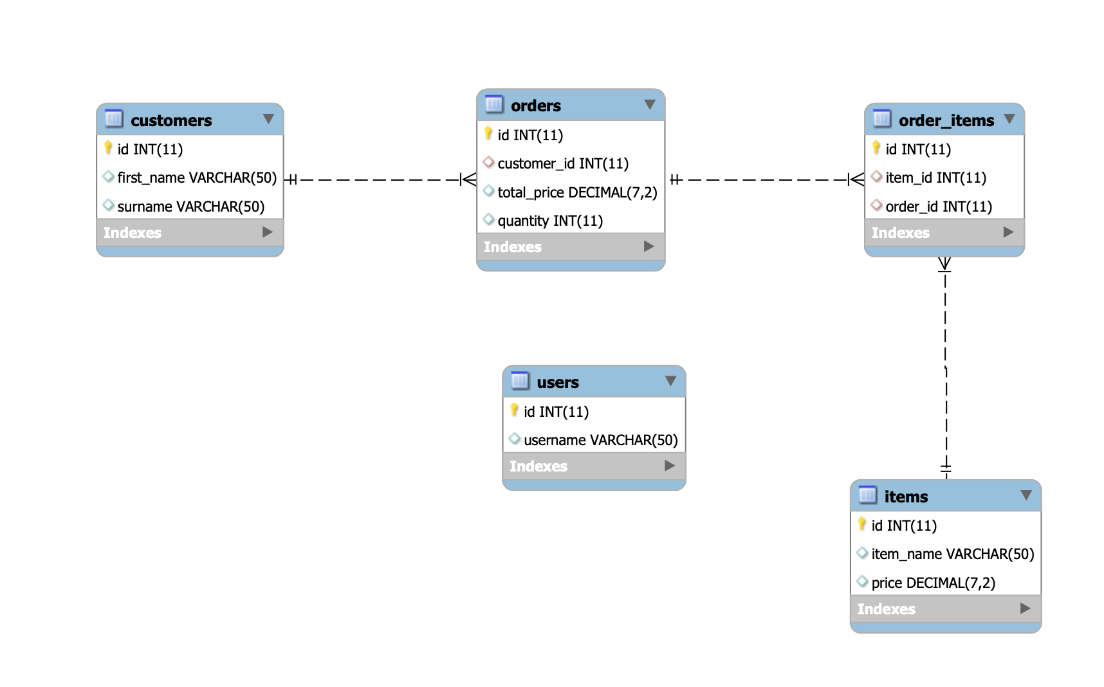 customers
id INT(11)
first_name VARCHAR(50)
surname VARCHAR(50)
Indexes
orders
id INT(11)
customer_id INT(11)
total_price DECIMAL(7,2)
quantity INT(11)
Indexes
order_items
id INT(11)
item_id INT(11)
order_id INT(11)
Indexes
users
id INT(11)
username VARCHAR(50)
Indexes
items
id INT(11)
item_name VARCHAR(50)
price DECIMAL(7,2)
Indexes